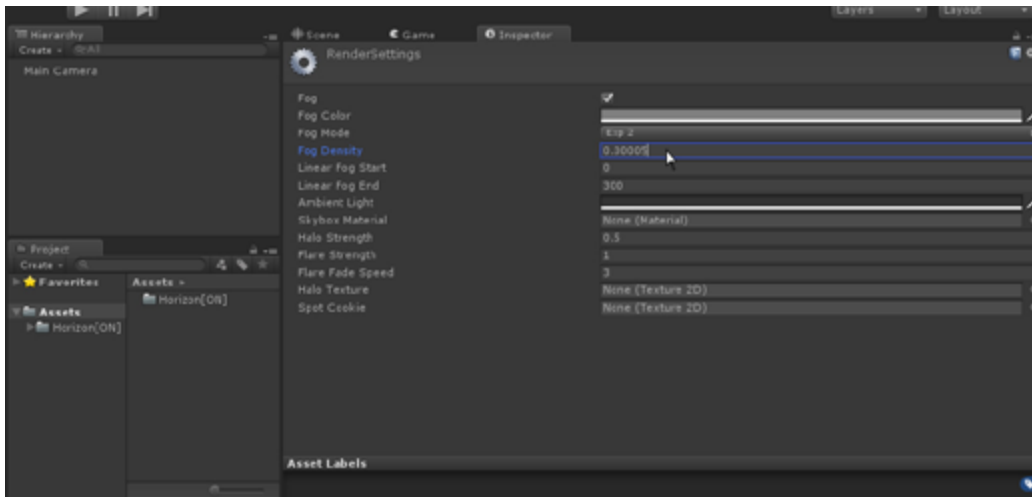 Layers Layout
Hierarchy
Create All
Main Camera
Scene Game Inspector
RenderSettings
Fog
Fog Color
Fog Mode Exp 2
Fog Density 0.30005
Linear Fog Start 0
Linear Fog End 300
Ambient Light
Skybox Material None (Material)
Halo Strength 0.5
Flare Strength 1
Flare Fade Speed 3
Halo Texture None (Texture 2D)
Spot Cookie None (Texture 2D)
Project
Create
Favorites
Assets
Horizon[ON]
Assets
Horizon[ON]
Asset Labels